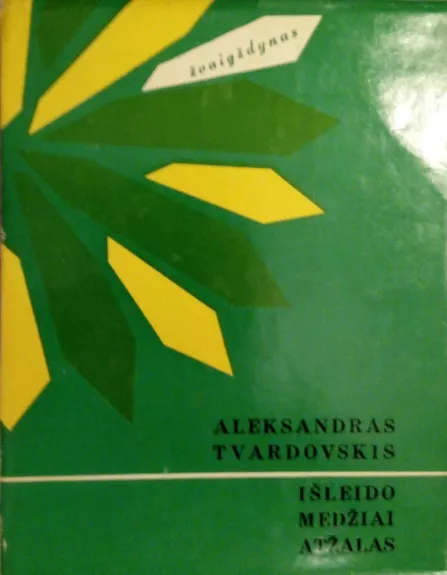 žvaigždynas
ALEKSANDRAS
TVARDOVSKIS
IŠLEIDO
MEDŽIAI
ATŽALAS